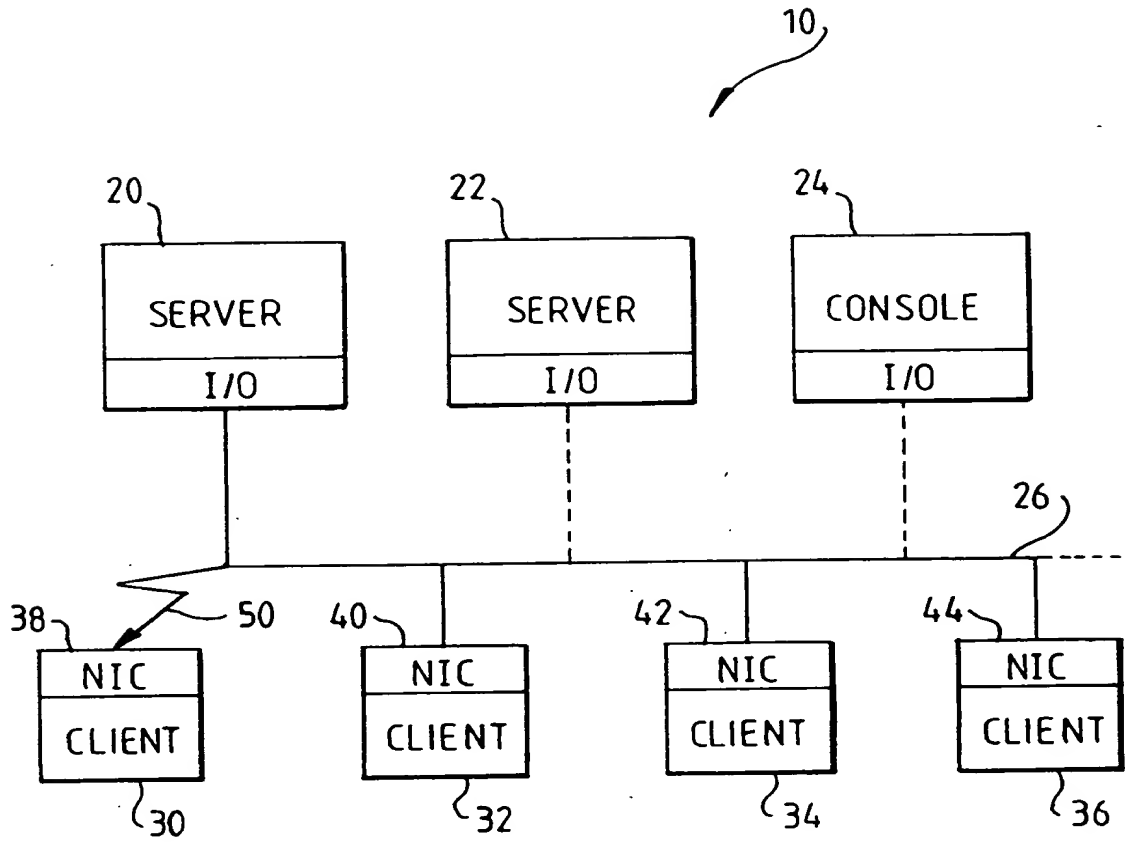 10
20
22
24
SERVER
SERVER
CONSOLE
I/O
I/O
I/O
26
38
50
40
42
44
NIC
NIC
NIC
NIC
CLIENT
CLIENT
CLIENT
CLIENT
30
32
34
36